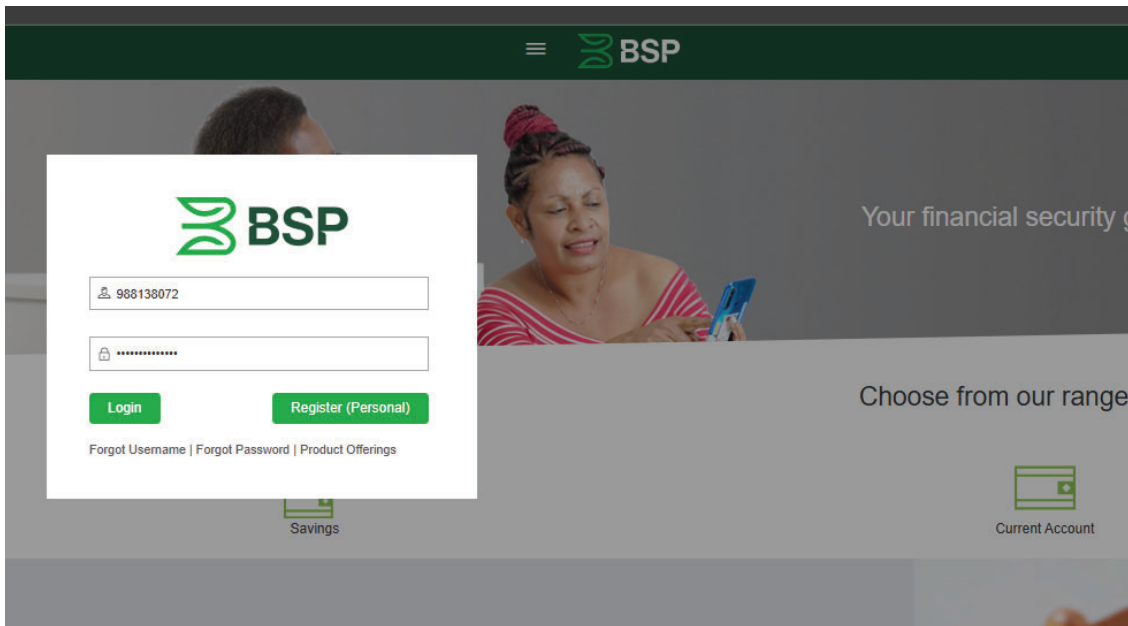 BSP
Your financial security
BSP
988138072
••••••••••••••
Login
Register (Personal)
Forgot Username | Forgot Password | Product Offerings
Choose from our range
Savings
Current Account